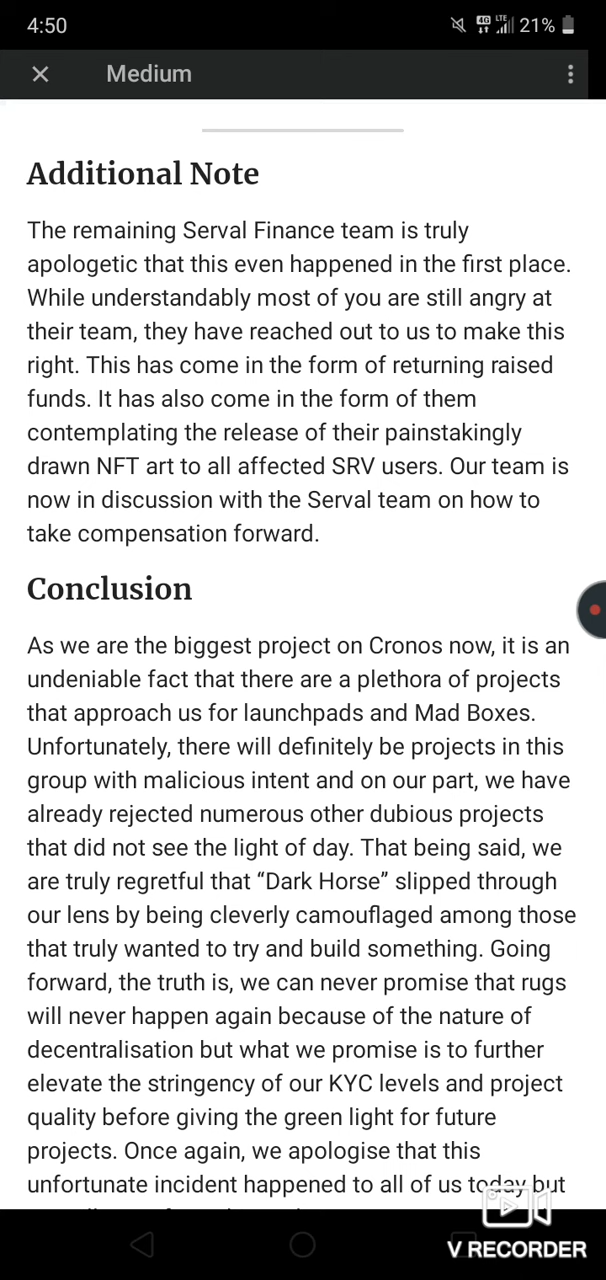 4:50
4G LTE 21%
Medium
Additional Note
The remaining Serval Finance team is truly
apologetic that this even happened in the first place.
While understandably most of you are still angry at
their team, they have reached out to us to make this
right. This has come in the form of returning raised
funds. It has also come in the form of them
contemplating the release of their painstakingly
drawn NFT art to all affected SRV users. Our team is
now in discussion with the Serval team on how to
take compensation forward.
Conclusion
As we are the biggest project on Cronos now, it is an
undeniable fact that there are a plethora of projects
that approach us for launchpads and Mad Boxes.
Unfortunately, there will definitely be projects in this
group with malicious intent and on our part, we have
already rejected numerous other dubious projects
that did not see the light of day. That being said, we
are truly regretful that “Dark Horse” slipped through
our lens by being cleverly camouflaged among those
that truly wanted to try and build something. Going
forward, the truth is, we can never promise that rugs
will never happen again because of the nature of
decentralisation but what we promise is to further
elevate the stringency of our KYC levels and project
quality before giving the green light for future
projects. Once again, we apologise that this
unfortunate incident happened to all of us today but
V RECORDER